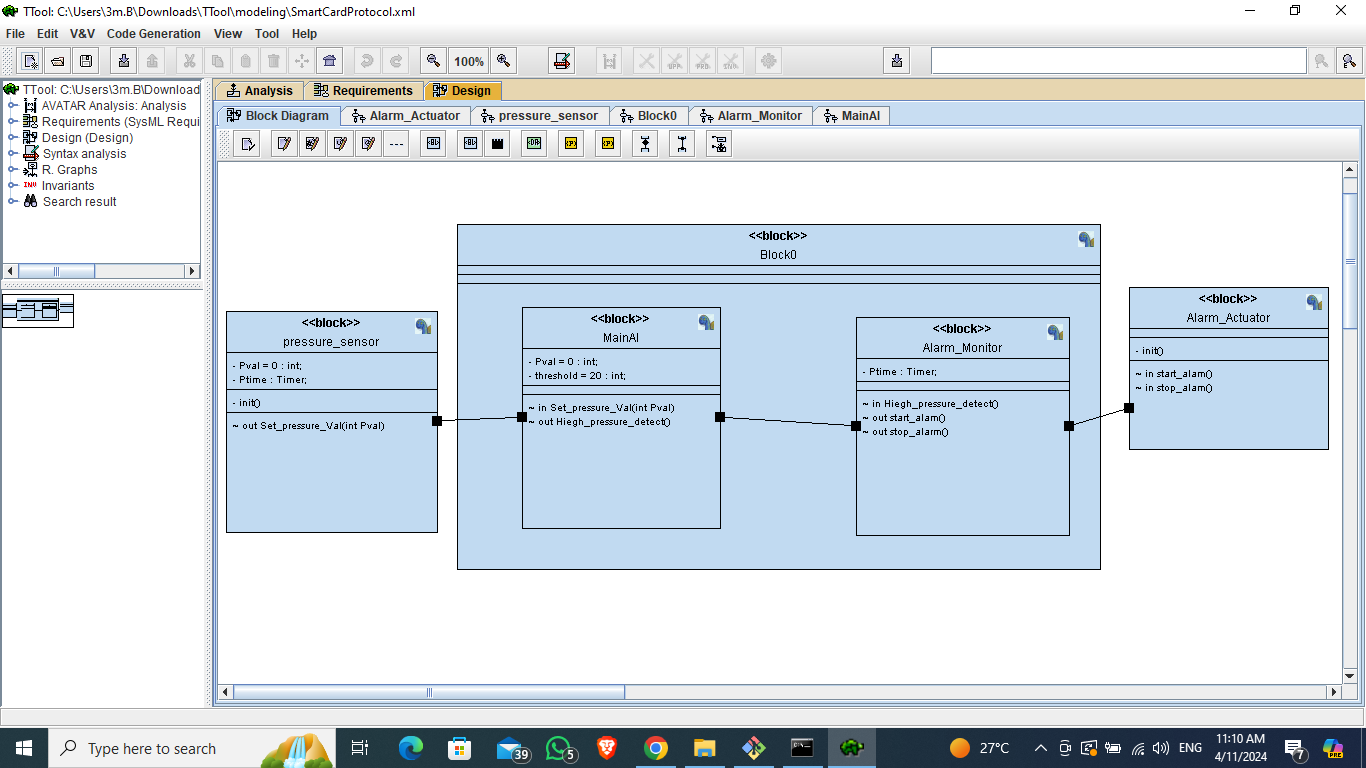 TTool: C:\Users\3m.B\Downloads\TTool\modeling\SmartCardProtocol.xml
File Edit V&V Code Generation View Tool Help
100%
TTool: C:\Users\3m.B\Download
AVATAR Analysis: Analysis
Requirements (SysML Requi
Design (Design)
Syntax analysis
R. Graphs
INV Invariants
Search result
Analysis Requirements Design
Block Diagram Alarm_Actuator pressure_sensor Block0 Alarm_Monitor MainAl
<<block>>
Block0
<<block>>
pressure_sensor
- Pval = 0 : int;
- Ptime : Timer;
- init()
~ out Set_pressure_Val(int Pval)
<<block>>
MainAl
- Pval = 0 : int;
- threshold = 20 : int;
~ in Set_pressure_Val(int Pval)
~ out Hiegh_pressure_detect()
<<block>>
Alarm_Monitor
- Ptime : Timer;
~ in Hiegh_pressure_detect()
~ out start_alam()
~ out stop_alarm()
<<block>>
Alarm_Actuator
- init()
~ in start_alam()
~ in stop_alam()
Type here to search
39
5
27°C
ENG
11:10 AM
4/11/2024
7
PRE